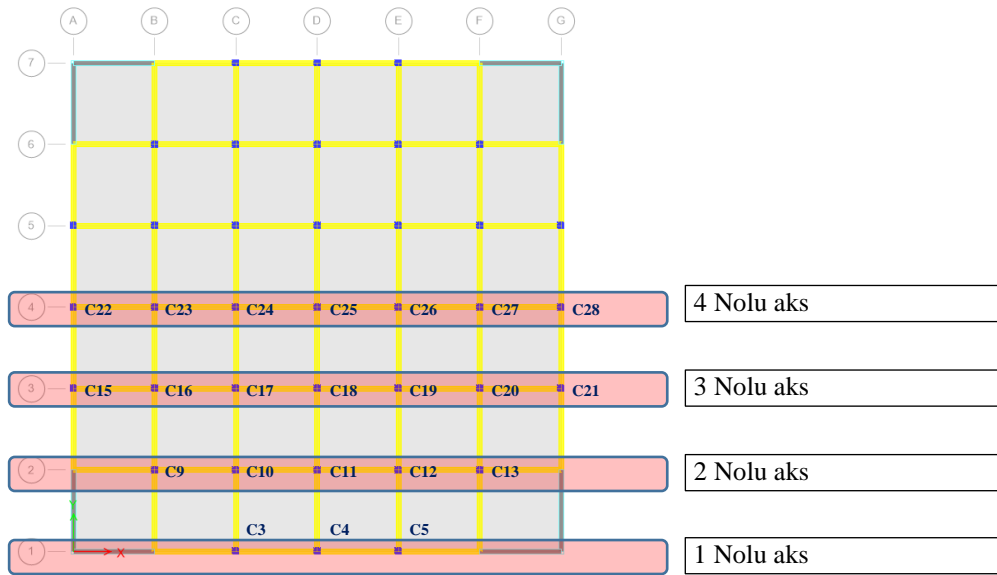 A B C D E F G
7
6
5
4 C22 C23 C24 C25 C26 C27 C28 4 Nolu aks
3 C15 C16 C17 C18 C19 C20 C21 3 Nolu aks
2 C9 C10 C11 C12 C13 2 Nolu aks
Y
C3 C4 C5
1 X 1 Nolu aks